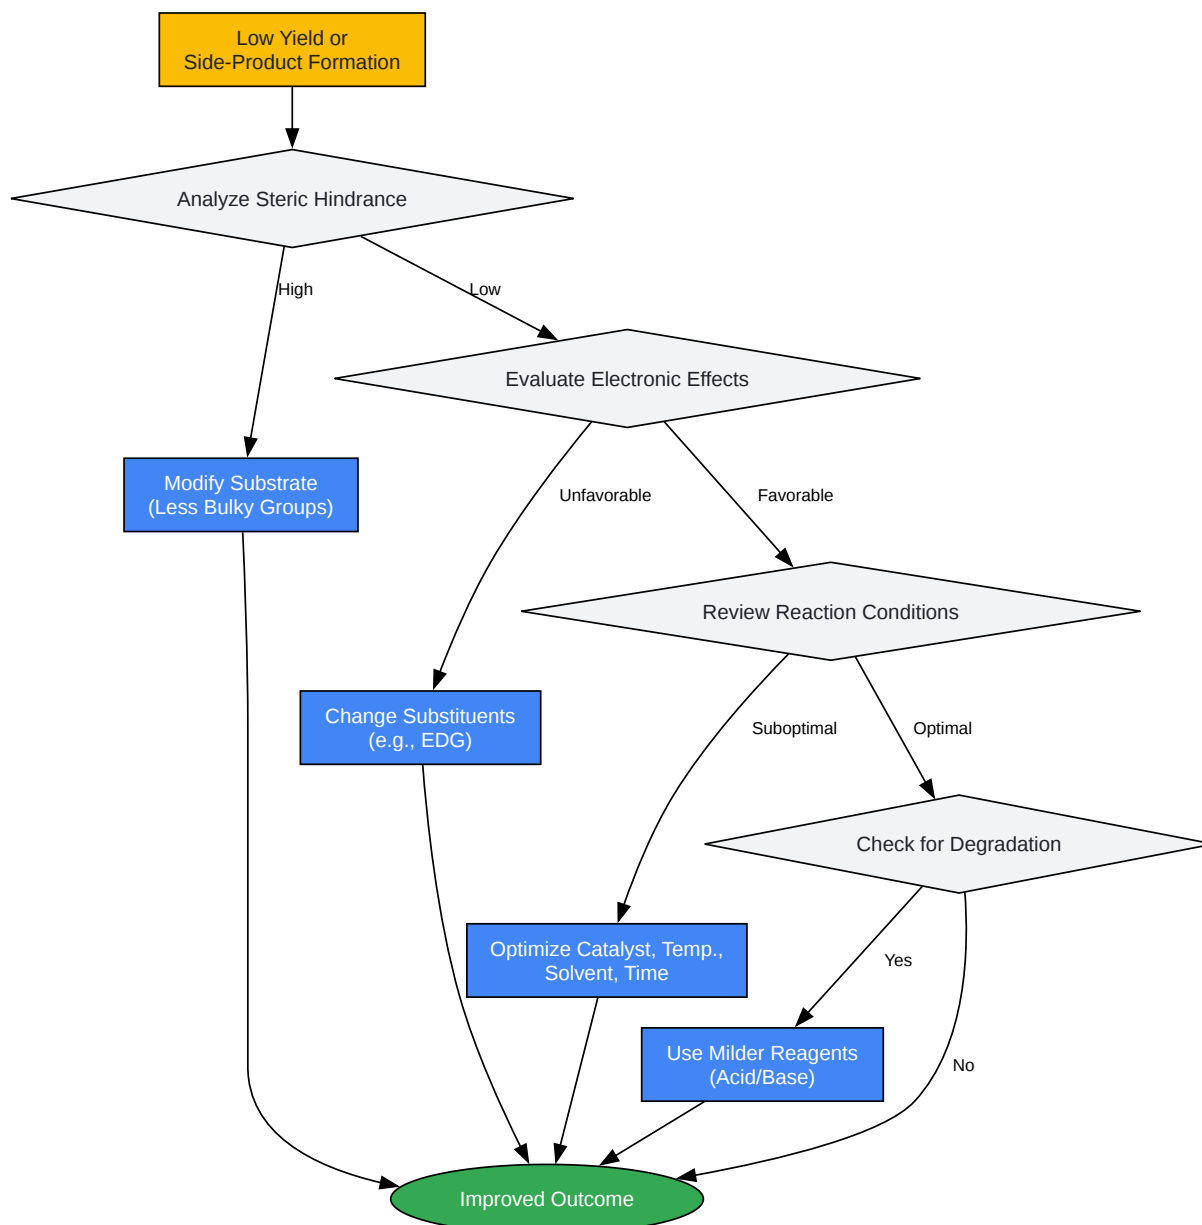 Low Yield or
Side-Product Formation
Analyze Steric Hindrance
High
Low
Evaluate Electronic Effects
Modify Substrate
(Less Bulky Groups)
Unfavorable
Favorable
Review Reaction Conditions
Change Substituents
(e.g., EDG)
Suboptimal
Optimal
Check for Degradation
Optimize Catalyst, Temp.,
Solvent, Time
Yes
Use Milder Reagents
(Acid/Base)
No
Improved Outcome